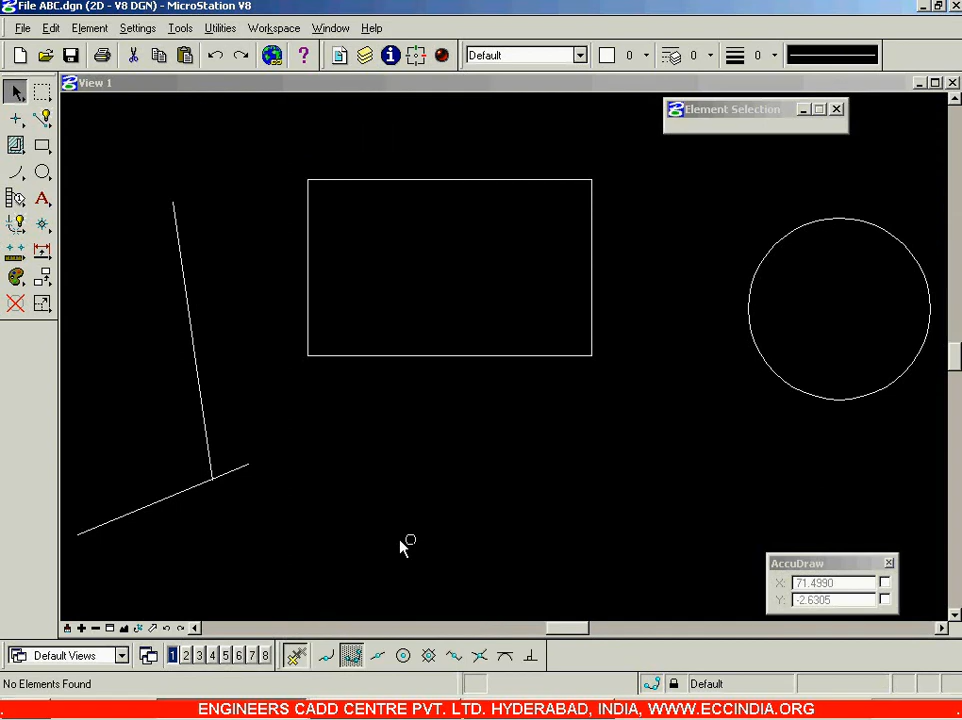 File ABC.dgn (2D - V8 DGN) - MicroStation V8
File Edit Element Settings Tools Utilities Workspace Window Help
Default 0 0 0
View 1
Element Selection
AccuDraw
X: 71.4990
Y: -2.6305
Default Views 1 2 3 4 5 6 7 8
No Elements Found Default
ENGINEERS CADD CENTRE PVT. LTD. HYDERABAD, INDIA, WWW.ECCINDIA.ORG